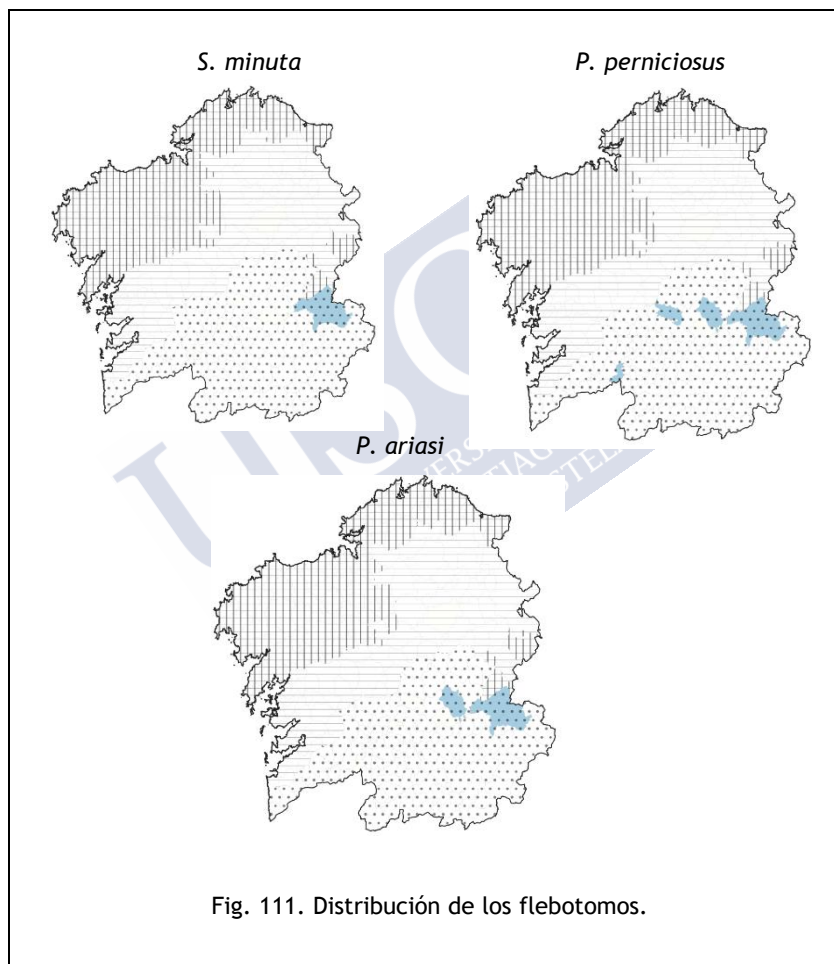 S. minuta
P. perniciosus
P. ariasi
Fig. 111. Distribución de los flebotomos.